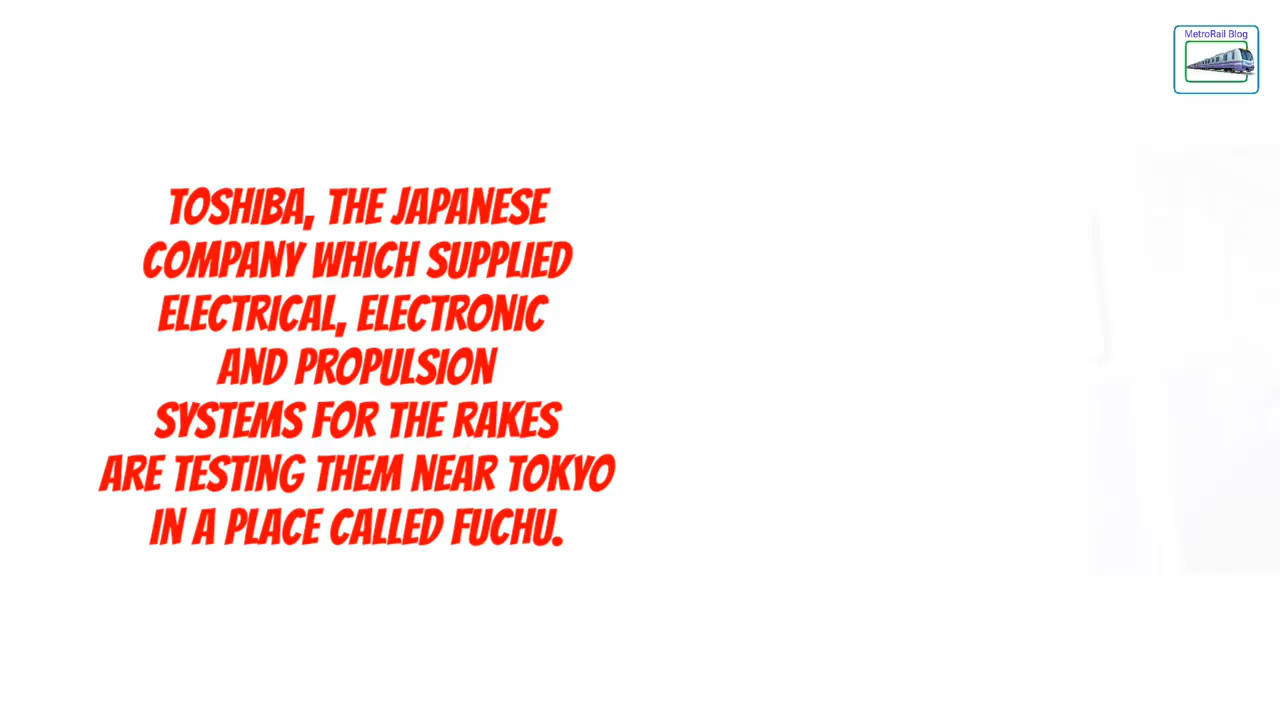 MetroRail Blog
TOSHIBA, THE JAPANESE
COMPANY WHICH SUPPLIED
ELECTRICAL, ELECTRONIC
AND PROPULSION
SYSTEMS FOR THE RAKES
ARE TESTING THEM NEAR TOKYO
IN A PLACE CALLED FUCHU.